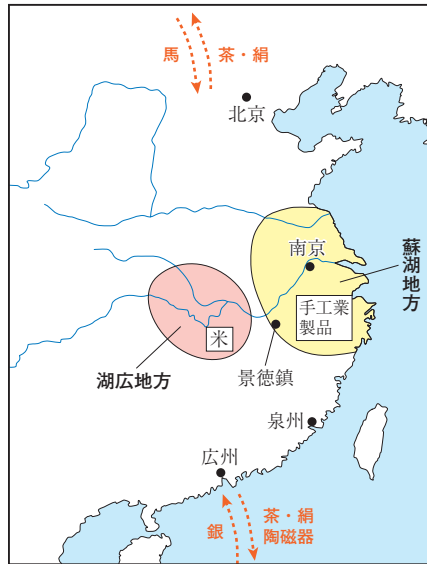 馬
茶・絹
北京
南京
蘇湖地方
手工業
製品
米
湖広地方
景徳鎮
泉州
広州
銀
茶・絹
陶磁器